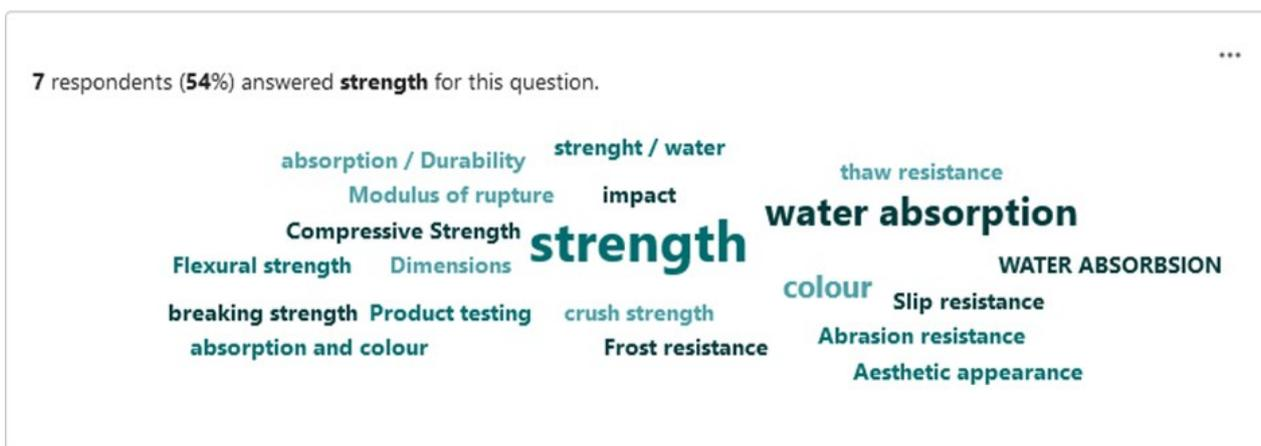 ...
7 respondents (54%) answered strength for this question.
strenght / water
absorption / Durability
thaw resistance
Modulus of rupture
impact
water absorption
Compressive Strength
strength
Flexural strength
Dimensions
WATER ABSORBSION
colour
Slip resistance
breaking strength
Product testing
crush strength
Abrasion resistance
absorption and colour
Frost resistance
Aesthetic appearance